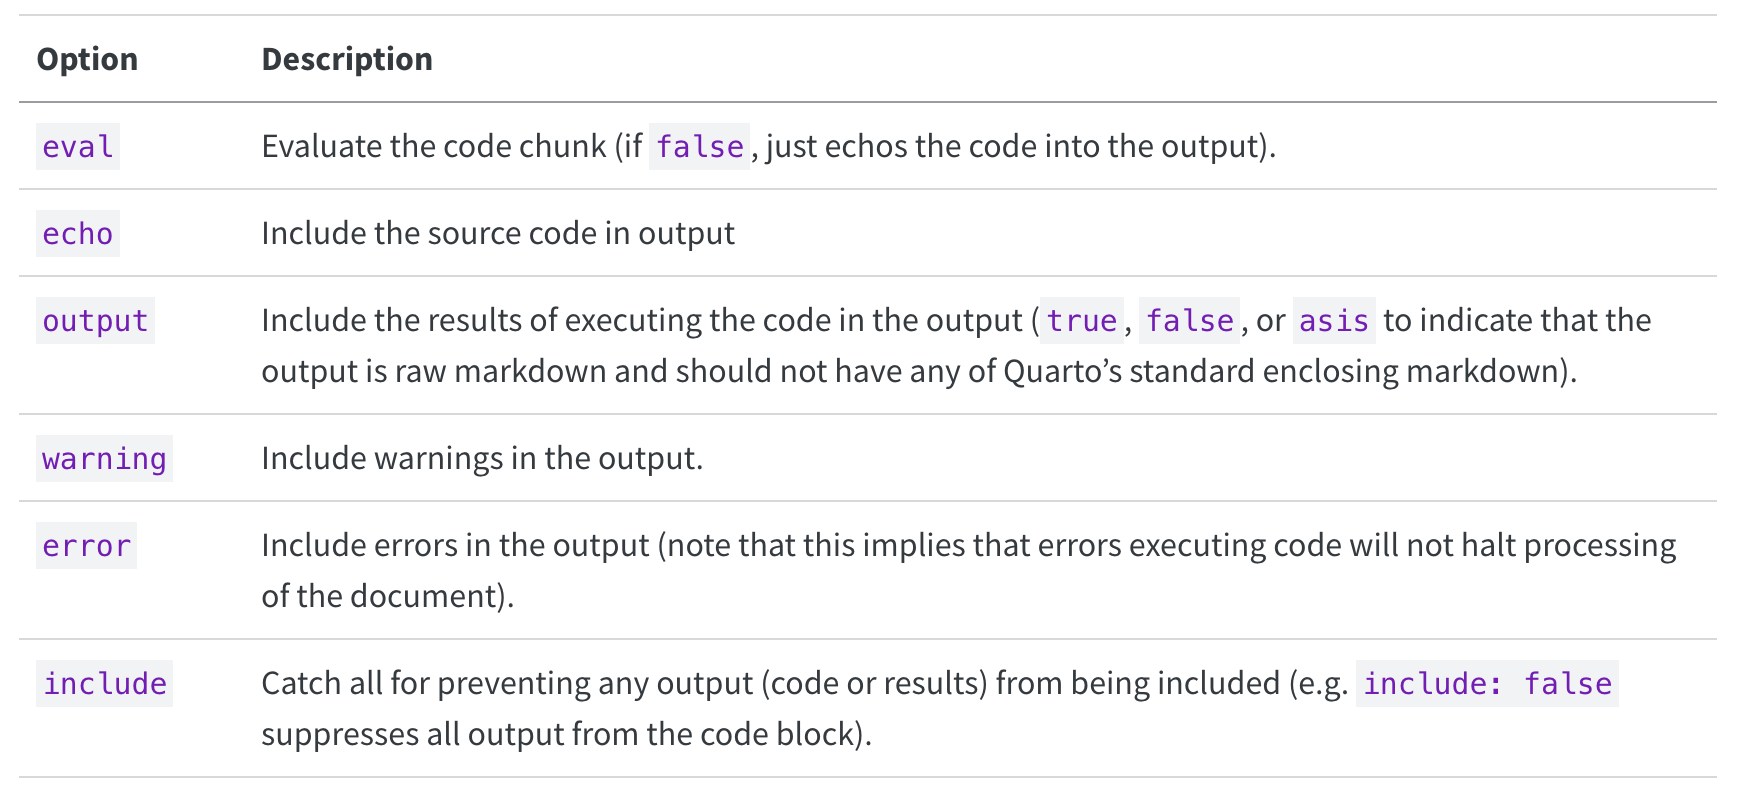 Option Description
eval Evaluate the code chunk (if false, just echos the code into the output).
echo Include the source code in output
output Include the results of executing the code in the output (true, false, or asis to indicate that the
output is raw markdown and should not have any of Quarto’s standard enclosing markdown).
warning Include warnings in the output.
error Include errors in the output (note that this implies that errors executing code will not halt processing
of the document).
include Catch all for preventing any output (code or results) from being included (e.g. include: false
suppresses all output from the code block).